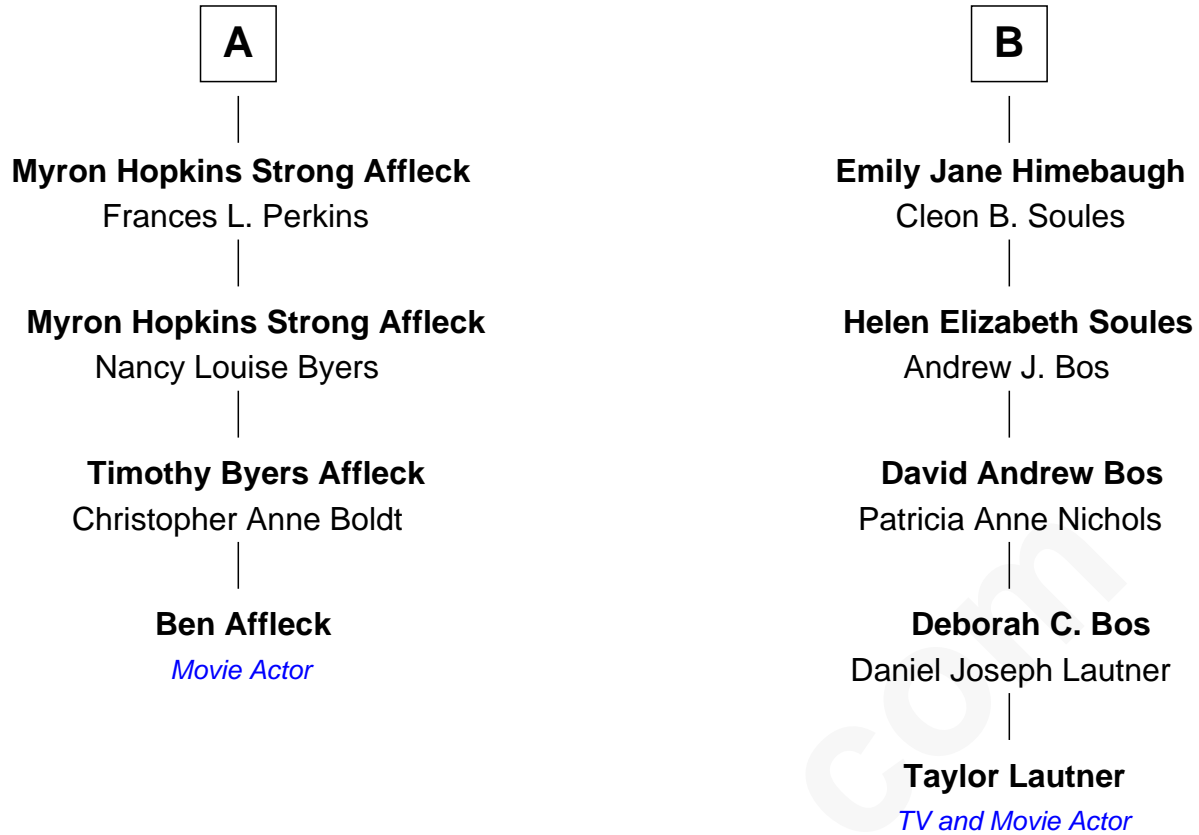 A
Myron Hopkins Strong Affleck
Frances L. Perkins
Myron Hopkins Strong Affleck
Nancy Louise Byers
Timothy Byers Affleck
Christopher Anne Boldt
Ben Affleck
Movie Actor
B
Emily Jane Himebaugh
Cleon B. Soules
Helen Elizabeth Soules
Andrew J. Bos
David Andrew Bos
Patricia Anne Nichols
Deborah C. Bos
Daniel Joseph Lautner
Taylor Lautner
TV and Movie Actor
com